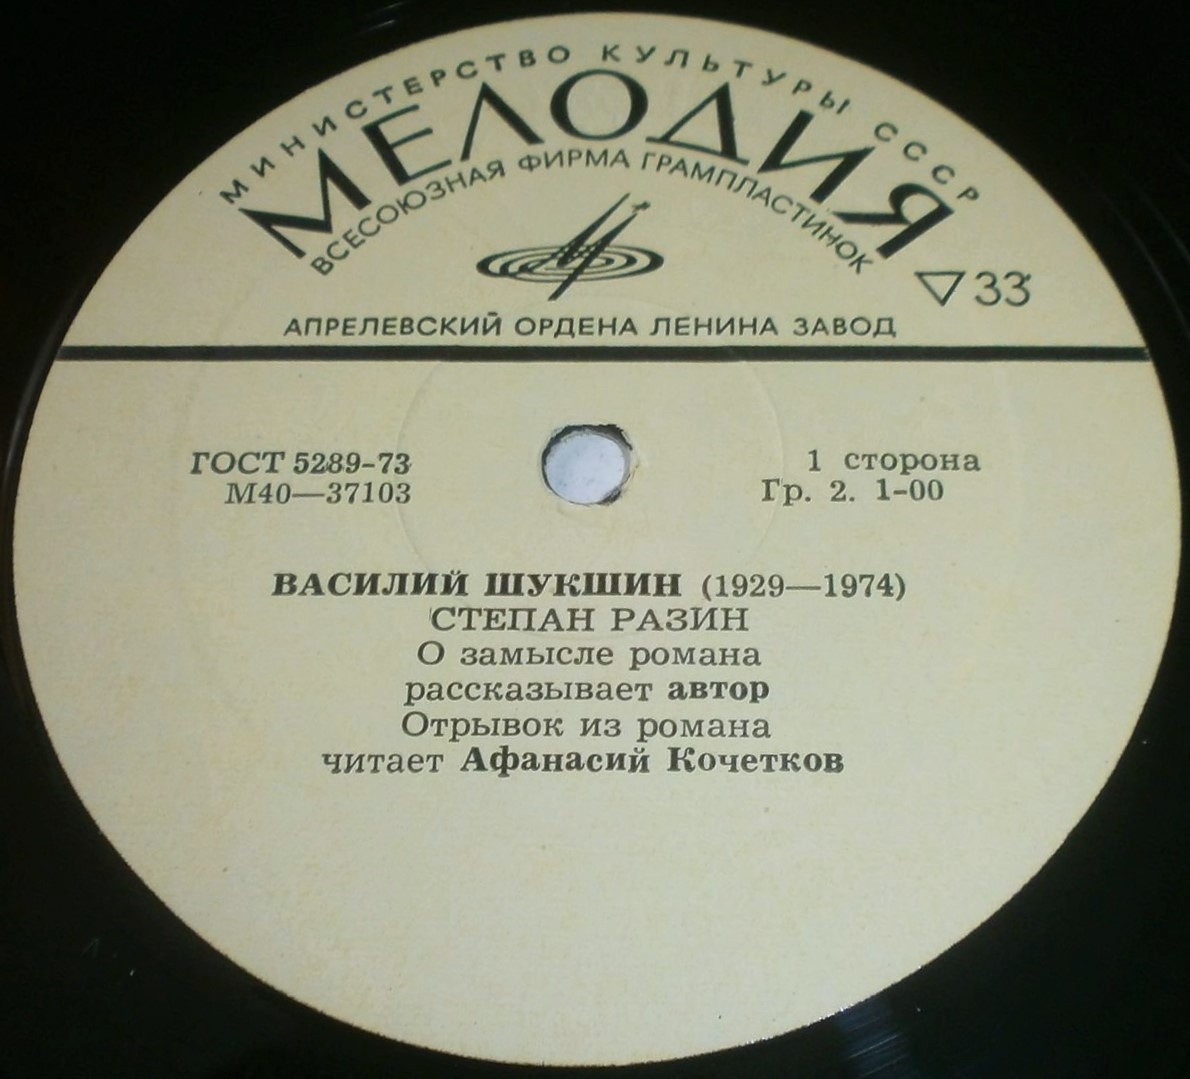 МИНИСТЕРСТВО КУЛЬТУРЫ СССР
МЕЛОДИЯ
ВСЕСОЮЗНАЯ ФИРМА ГРАМПЛАСТИНОК
33
АПРЕЛЕВСКИЙ ОРДЕНА ЛЕНИНА ЗАВОД
ГОСТ 5289-73
М40—37103
1 сторона
Гр. 2. 1-00
ВАСИЛИЙ ШУКШИН (1929—1974)
СТЕПАН РАЗИН
О замысле романа
рассказывает автор
Отрывок из романа
читает Афанасий Кочетков